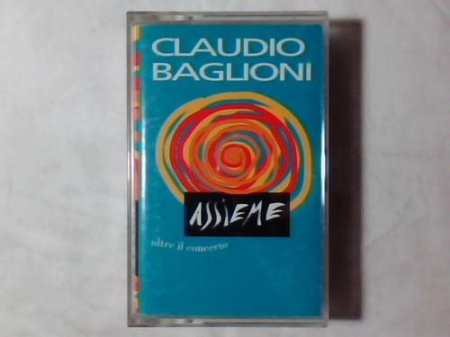 CLAUDIO
BAGLIONI
ASSIEME
oltre il concerto